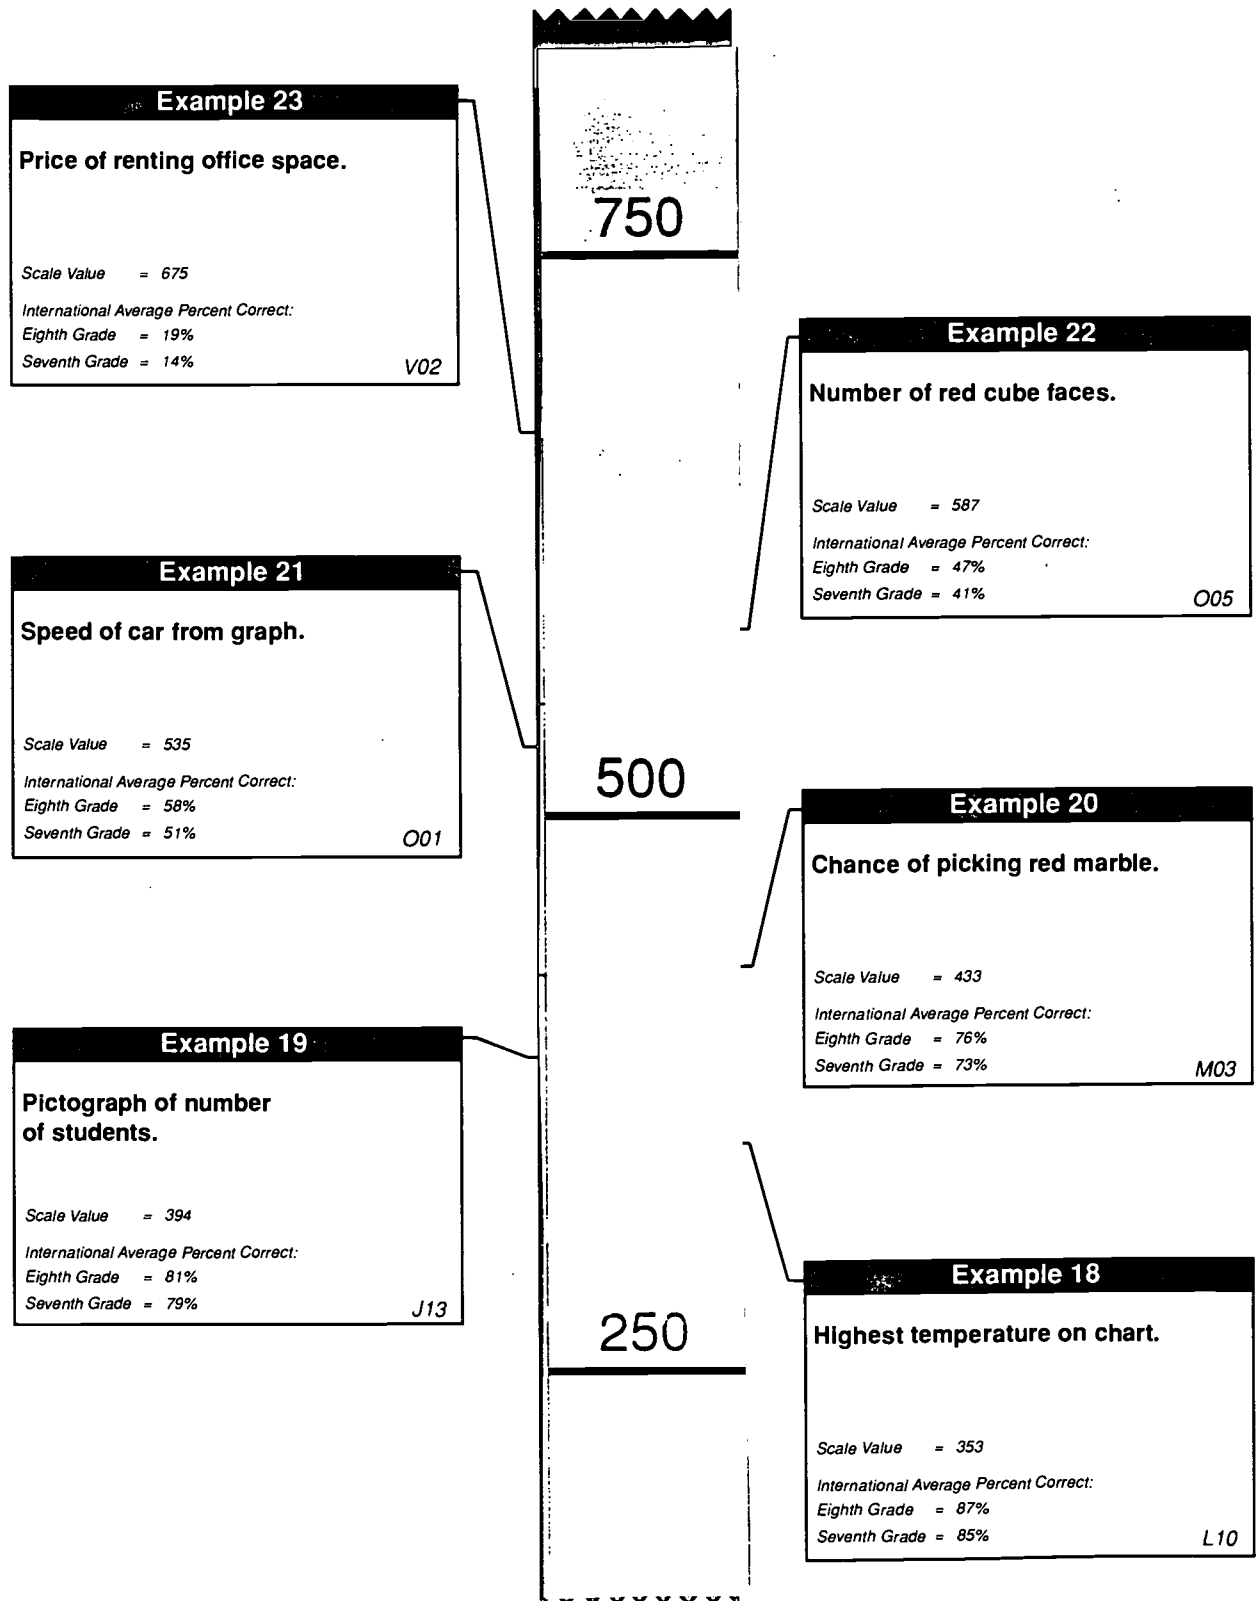 Example 23
Price of renting office space.
Scale Value = 675
International Average Percent Correct:
Eighth Grade = 19%
Seventh Grade = 14%
V02
750
Example 22
Number of red cube faces.
Scale Value = 587
International Average Percent Correct:
Eighth Grade = 47%
Seventh Grade = 41%
O05
Example 21
Speed of car from graph.
Scale Value = 535
International Average Percent Correct:
Eighth Grade = 58%
Seventh Grade = 51%
O01
500
Example 20
Chance of picking red marble.
Scale Value = 433
International Average Percent Correct:
Eighth Grade = 76%
Seventh Grade = 73%
M03
Example 19
Pictograph of number
of students.
Scale Value = 394
International Average Percent Correct:
Eighth Grade = 81%
Seventh Grade = 79%
J13
250
Example 18
Highest temperature on chart.
Scale Value = 353
International Average Percent Correct:
Eighth Grade = 87%
Seventh Grade = 85%
L10